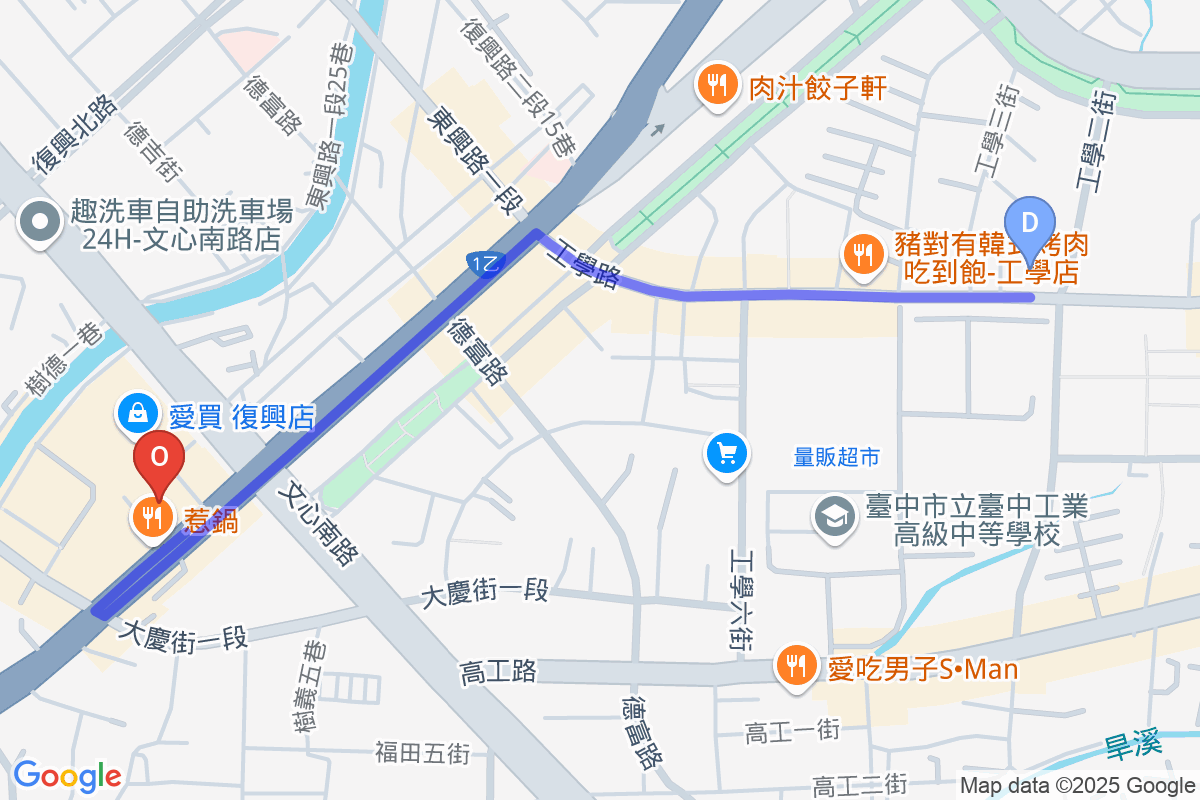 復興路二段15巷
東興路一段25巷
德富路
肉汁餃子軒
工學三街
工學二街
復興北路
德吉街
東興路一段
趣洗車自助洗車場
24H-文心南路店
D
豬對有韓式烤肉
吃到飽-工學店
工學路
1乙
樹德一巷
德富路
愛買 復興店
O
惹鍋
量販超市
文心南路
臺中市立臺中工業
高級中等學校
工學六街
大慶街一段
大慶街一段
樹義五巷
高工路
愛吃男子S•Man
德富路
高工一街
福田五街
旱溪
高工二街
Google
Map data ©2025 Google